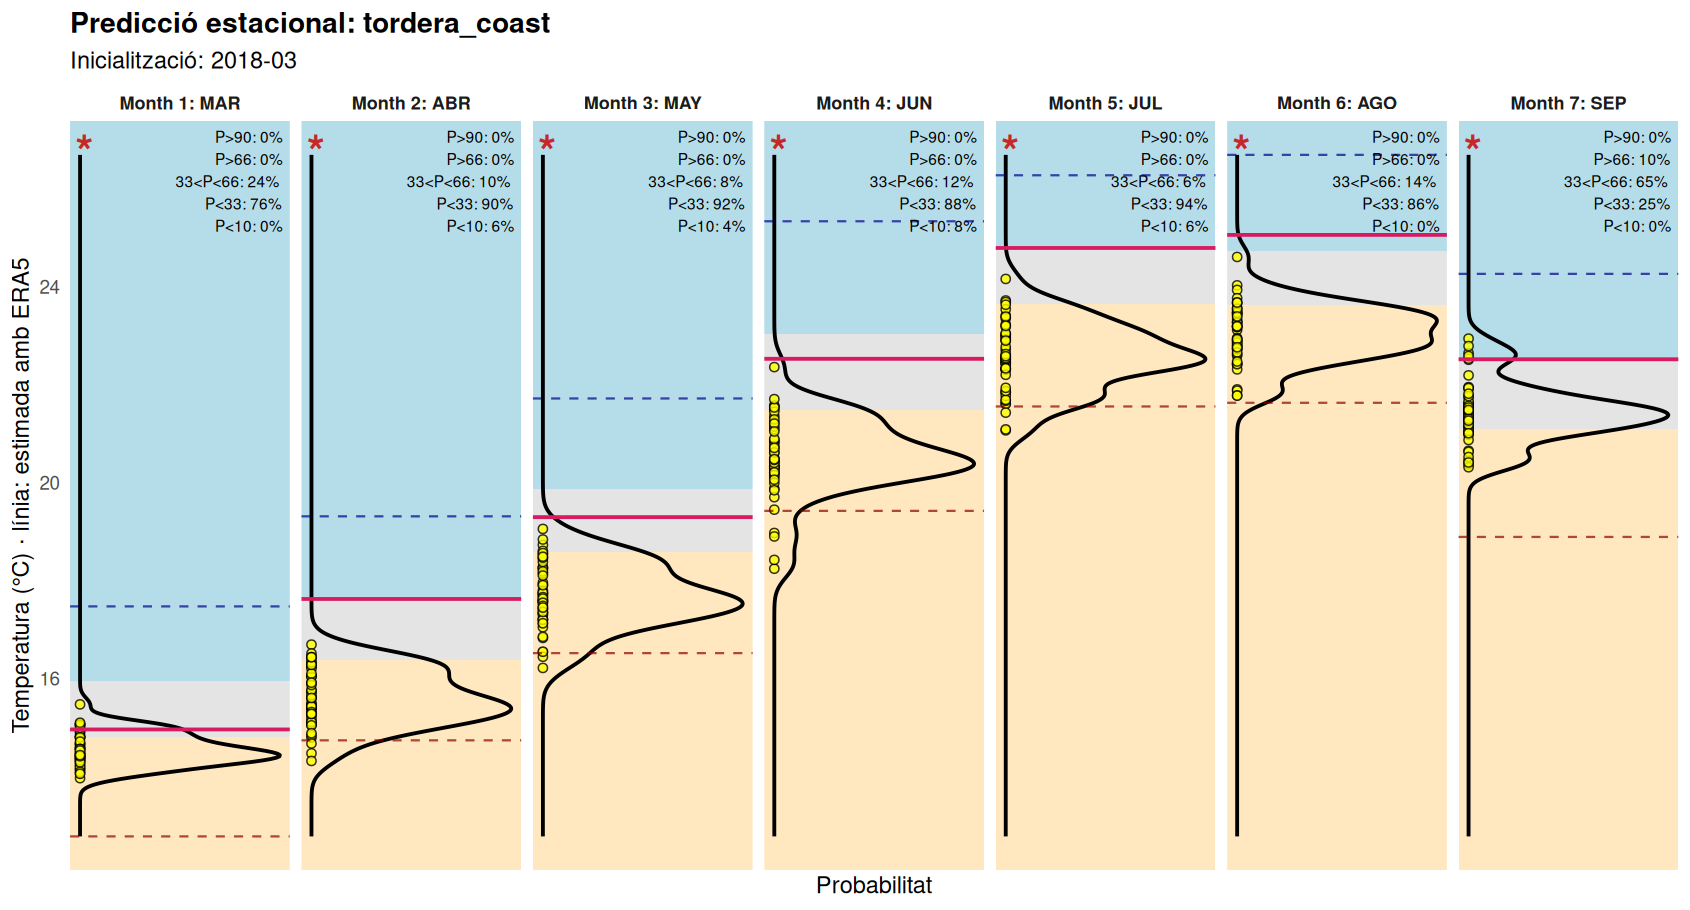 Predicció estacional: tordera_coast
Inicialització: 2018-03
Month 1: MAR
Month 2: ABR
Month 3: MAY
Month 4: JUN
Month 5: JUL
Month 6: AGO
Month 7: SEP
*
P>90: 0%
P>66: 0%
33<P<66: 24%
P<33: 76%
P<10: 0%
*
P>90: 0%
P>66: 0%
33<P<66: 10%
P<33: 90%
P<10: 6%
*
P>90: 0%
P>66: 0%
33<P<66: 8%
P<33: 92%
P<10: 4%
*
P>90: 0%
P>66: 0%
33<P<66: 12%
P<33: 88%
P<10: 8%
*
P>90: 0%
P>66: 0%
33<P<66: 6%
P<33: 94%
P<10: 6%
*
P>90: 0%
P>66: 0%
33<P<66: 14%
P<33: 86%
P<10: 0%
*
P>90: 0%
P>66: 10%
33<P<66: 65%
P<33: 25%
P<10: 0%
24
20
16
Temperatura (°C) · línia: estimada amb ERA5
Probabilitat